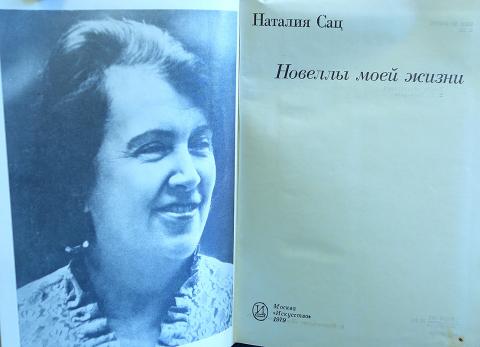 Наталия Сац
Новеллы моей жизни
Москва
«Искусство»
1979